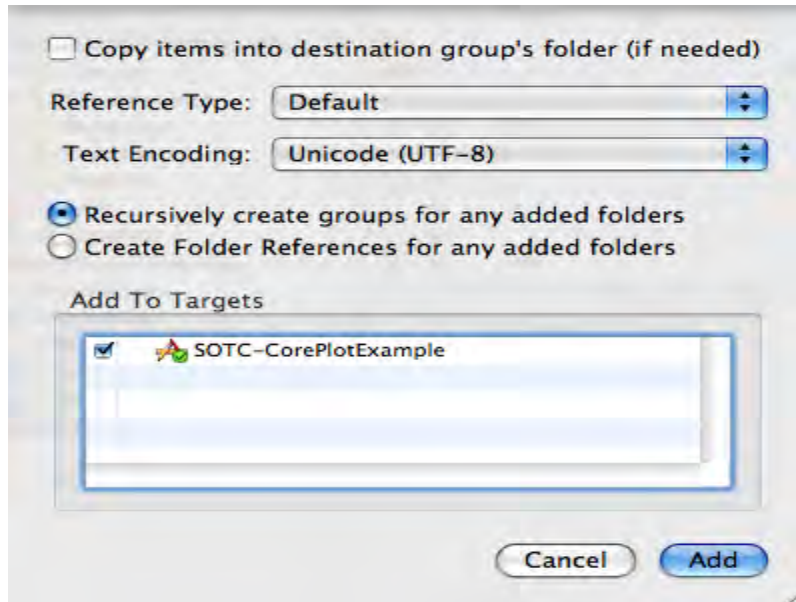 Copy items into destination group's folder (if needed)
Reference Type: Default
Text Encoding: Unicode (UTF-8)
Recursively create groups for any added folders
Create Folder References for any added folders
Add To Targets
SOTC-CorePlotExample
Cancel Add